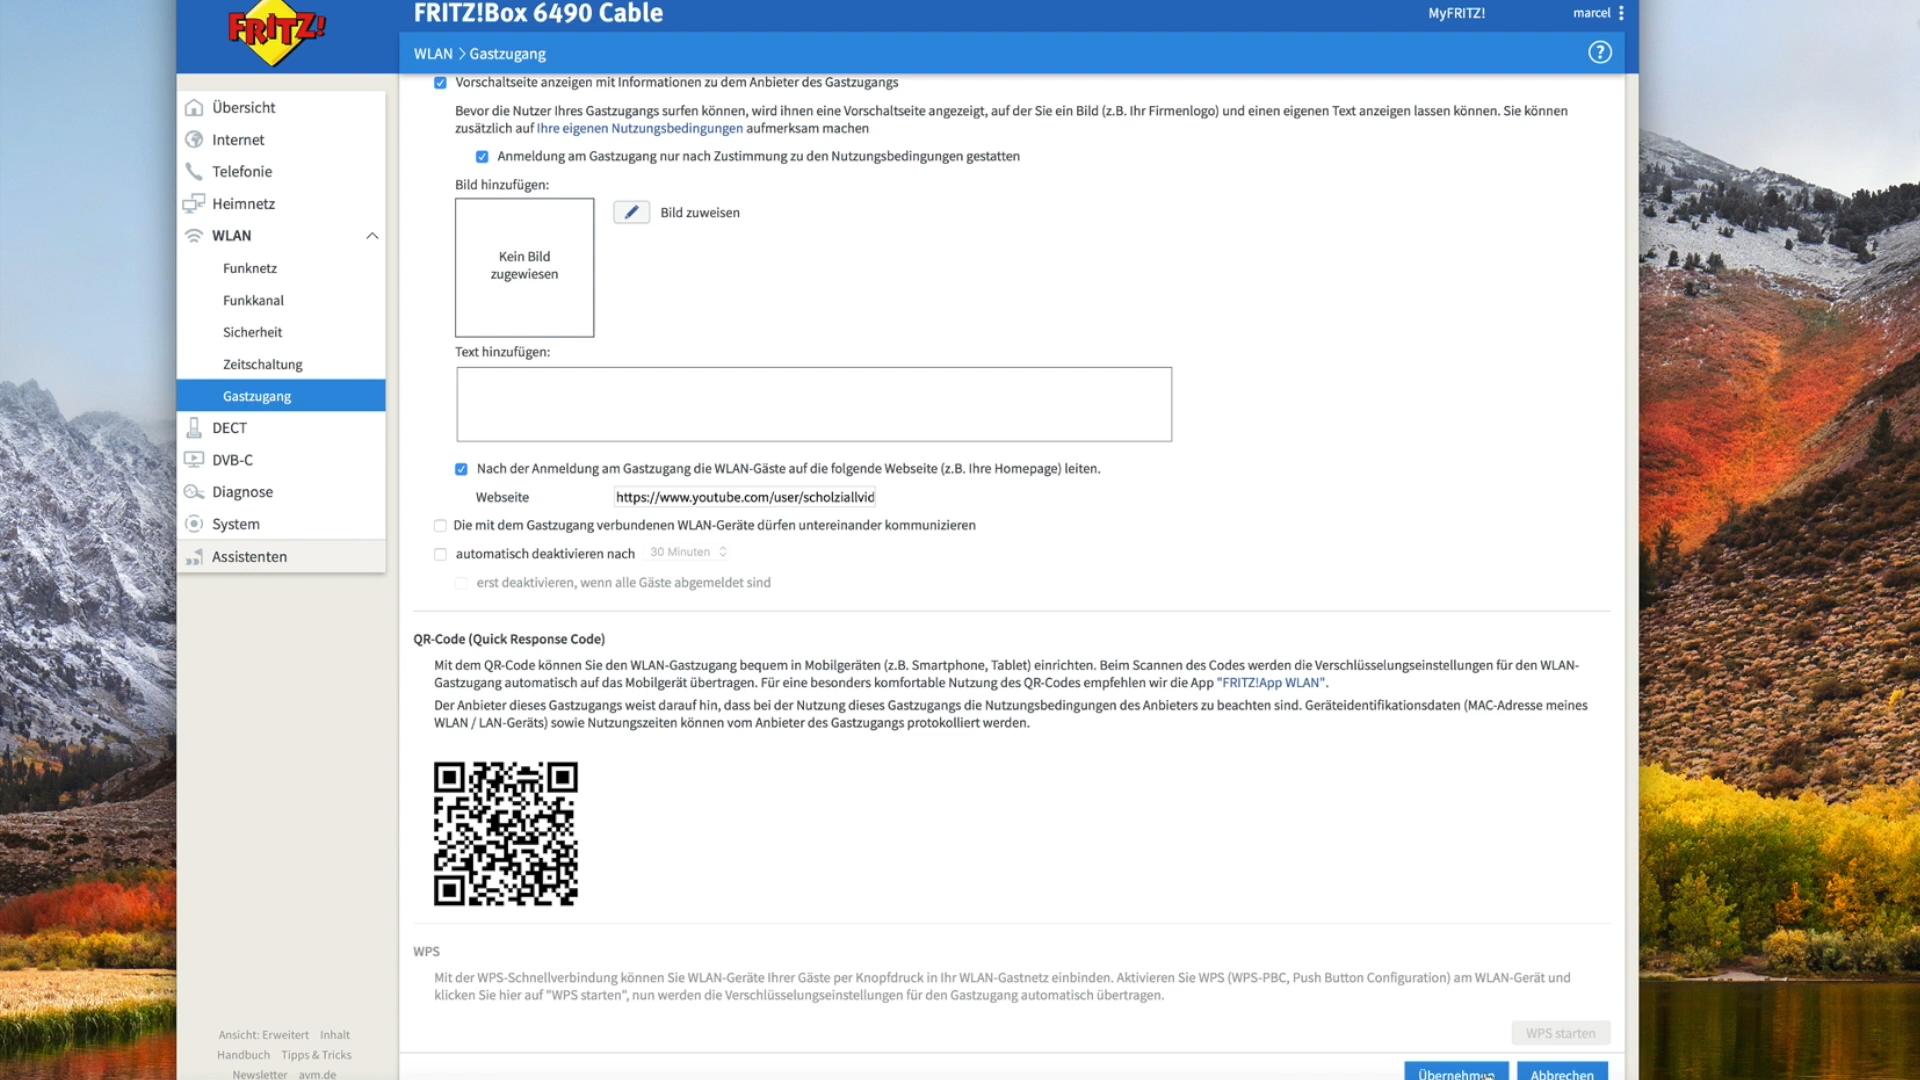 FRITZ!
FRITZ!Box 6490 Cable
MyFRITZ!
marcel
WLAN > Gastzugang
?
Übersicht
Internet
Telefonie
Heimnetz
WLAN
Funknetz
Funkkanal
Sicherheit
Zeitschaltung
Gastzugang
DECT
DVB-C
Diagnose
System
Assistenten
Ansicht: Erweitert Inhalt
Handbuch Tipps & Tricks
Newsletter avm.de
Vorschaltseite anzeigen mit Informationen zu dem Anbieter des Gastzugangs
Bevor die Nutzer Ihres Gastzugangs surfen können, wird ihnen eine Vorschaltseite angezeigt, auf der Sie ein Bild (z.B. Ihr Firmenlogo) und einen eigenen Text anzeigen lassen können. Sie können
zusätzlich auf Ihre eigenen Nutzungsbedingungen aufmerksam machen
Anmeldung am Gastzugang nur nach Zustimmung zu den Nutzungsbedingungen gestatten
Bild hinzufügen:
Kein Bild
zugewiesen
Bild zuweisen
Text hinzufügen:
Nach der Anmeldung am Gastzugang die WLAN-Gäste auf die folgende Webseite (z.B. Ihre Homepage) leiten.
Webseite https://www.youtube.com/user/scholziallvid
Die mit dem Gastzugang verbundenen WLAN-Geräte dürfen untereinander kommunizieren
automatisch deaktivieren nach 30 Minuten
erst deaktivieren, wenn alle Gäste abgemeldet sind
QR-Code (Quick Response Code)
Mit dem QR-Code können Sie den WLAN-Gastzugang bequem in Mobilgeräten (z.B. Smartphone, Tablet) einrichten. Beim Scannen des Codes werden die Verschlüsselungseinstellungen für den WLAN-
Gastzugang automatisch auf das Mobilgerät übertragen. Für eine besonders komfortable Nutzung des QR-Codes empfehlen wir die App "FRITZ!App WLAN".
Der Anbieter dieses Gastzugangs weist darauf hin, dass bei der Nutzung dieses Gastzugangs die Nutzungsbedingungen des Anbieters zu beachten sind. Geräteidentifikationsdaten (MAC-Adresse meines
WLAN / LAN-Geräts) sowie Nutzungszeiten können vom Anbieter des Gastzugangs protokolliert werden.
WPS
Mit der WPS-Schnellverbindung können Sie WLAN-Geräte Ihrer Gäste per Knopfdruck in Ihr WLAN-Gastnetz einbinden. Aktivieren Sie WPS (WPS-PBC, Push Button Configuration) am WLAN-Gerät und
klicken Sie hier auf "WPS starten", nun werden die Verschlüsselungseinstellungen für den Gastzugang automatisch übertragen.
WPS starten
Übernehmen
Abbrechen